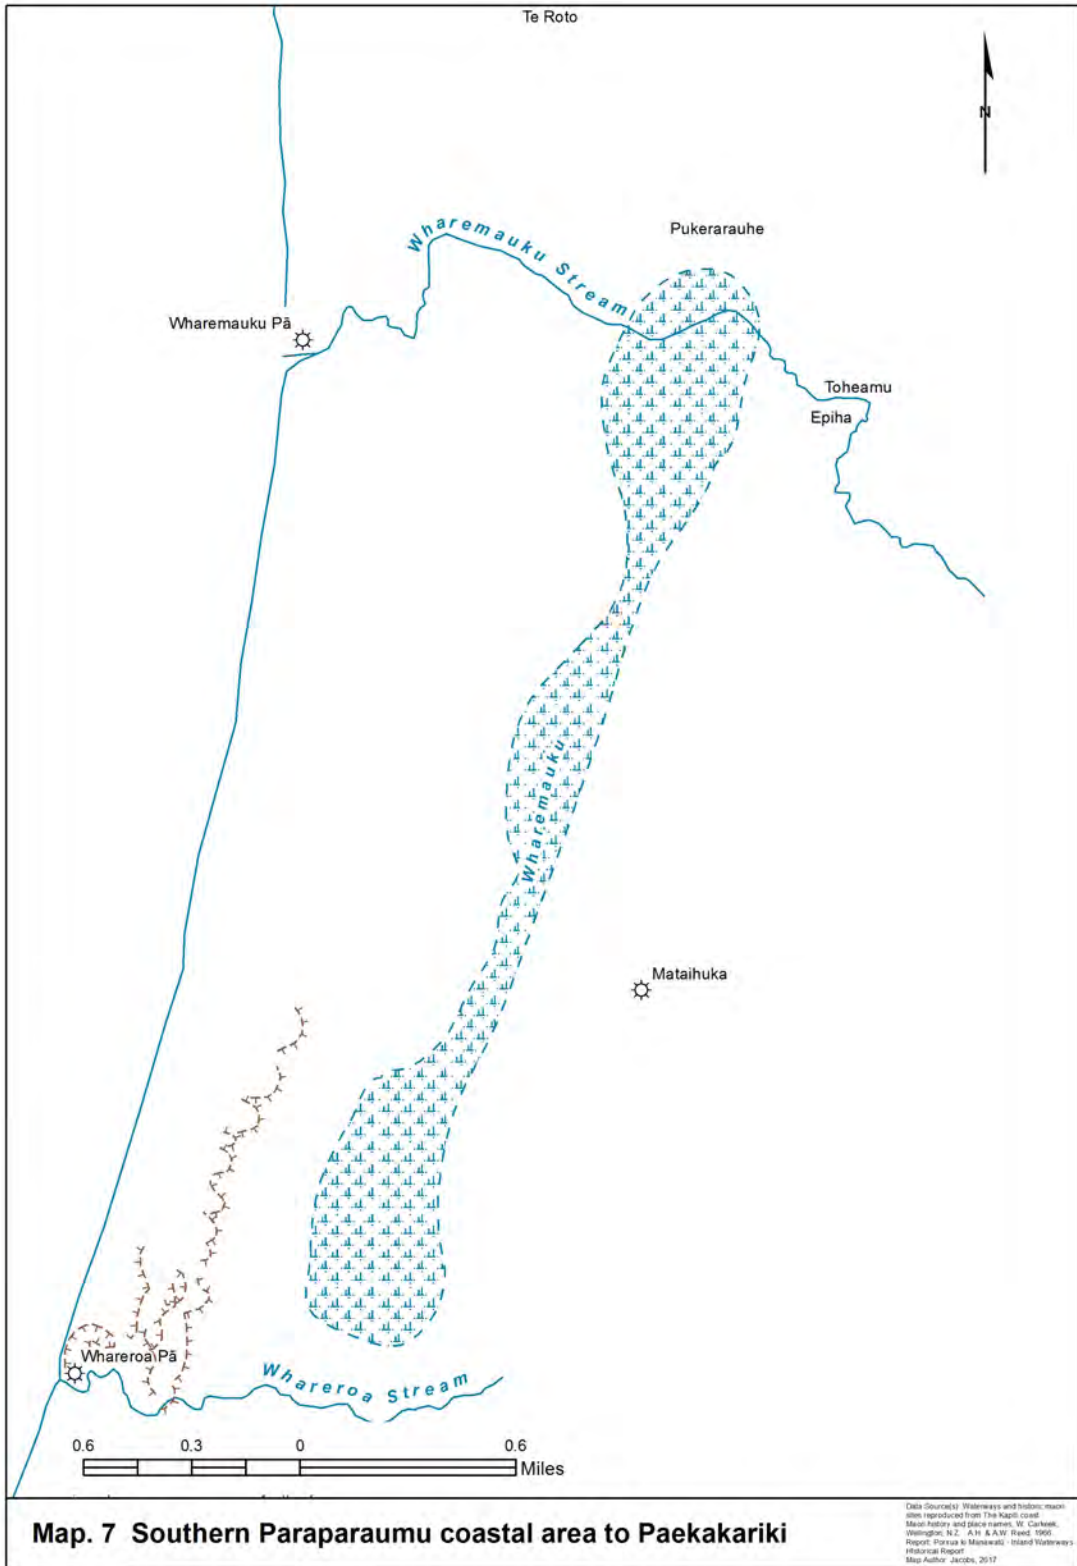 Te Roto
N
Pukerarauhe
Wharemauku Stream
Wharemauku Pā
Toheamu
Epiha
Wharemauku
Mataihuka
Whareroa Pā
Whareroa Stream
0.6 0.3 0 0.6
Miles
Map. 7 Southern Paraparaumu coastal area to Paekakariki
Data Source(s): Waterways and historic maori
sites reproduced from The Kapiti coast
Maori history and place names, W. Carkeek,
Wellington, N.Z. A.H. & A.W. Reed, 1966.
Report: Porirua ki Manawatū - Inland Waterways
Historical Report
Map Author: Jacobs, 2017